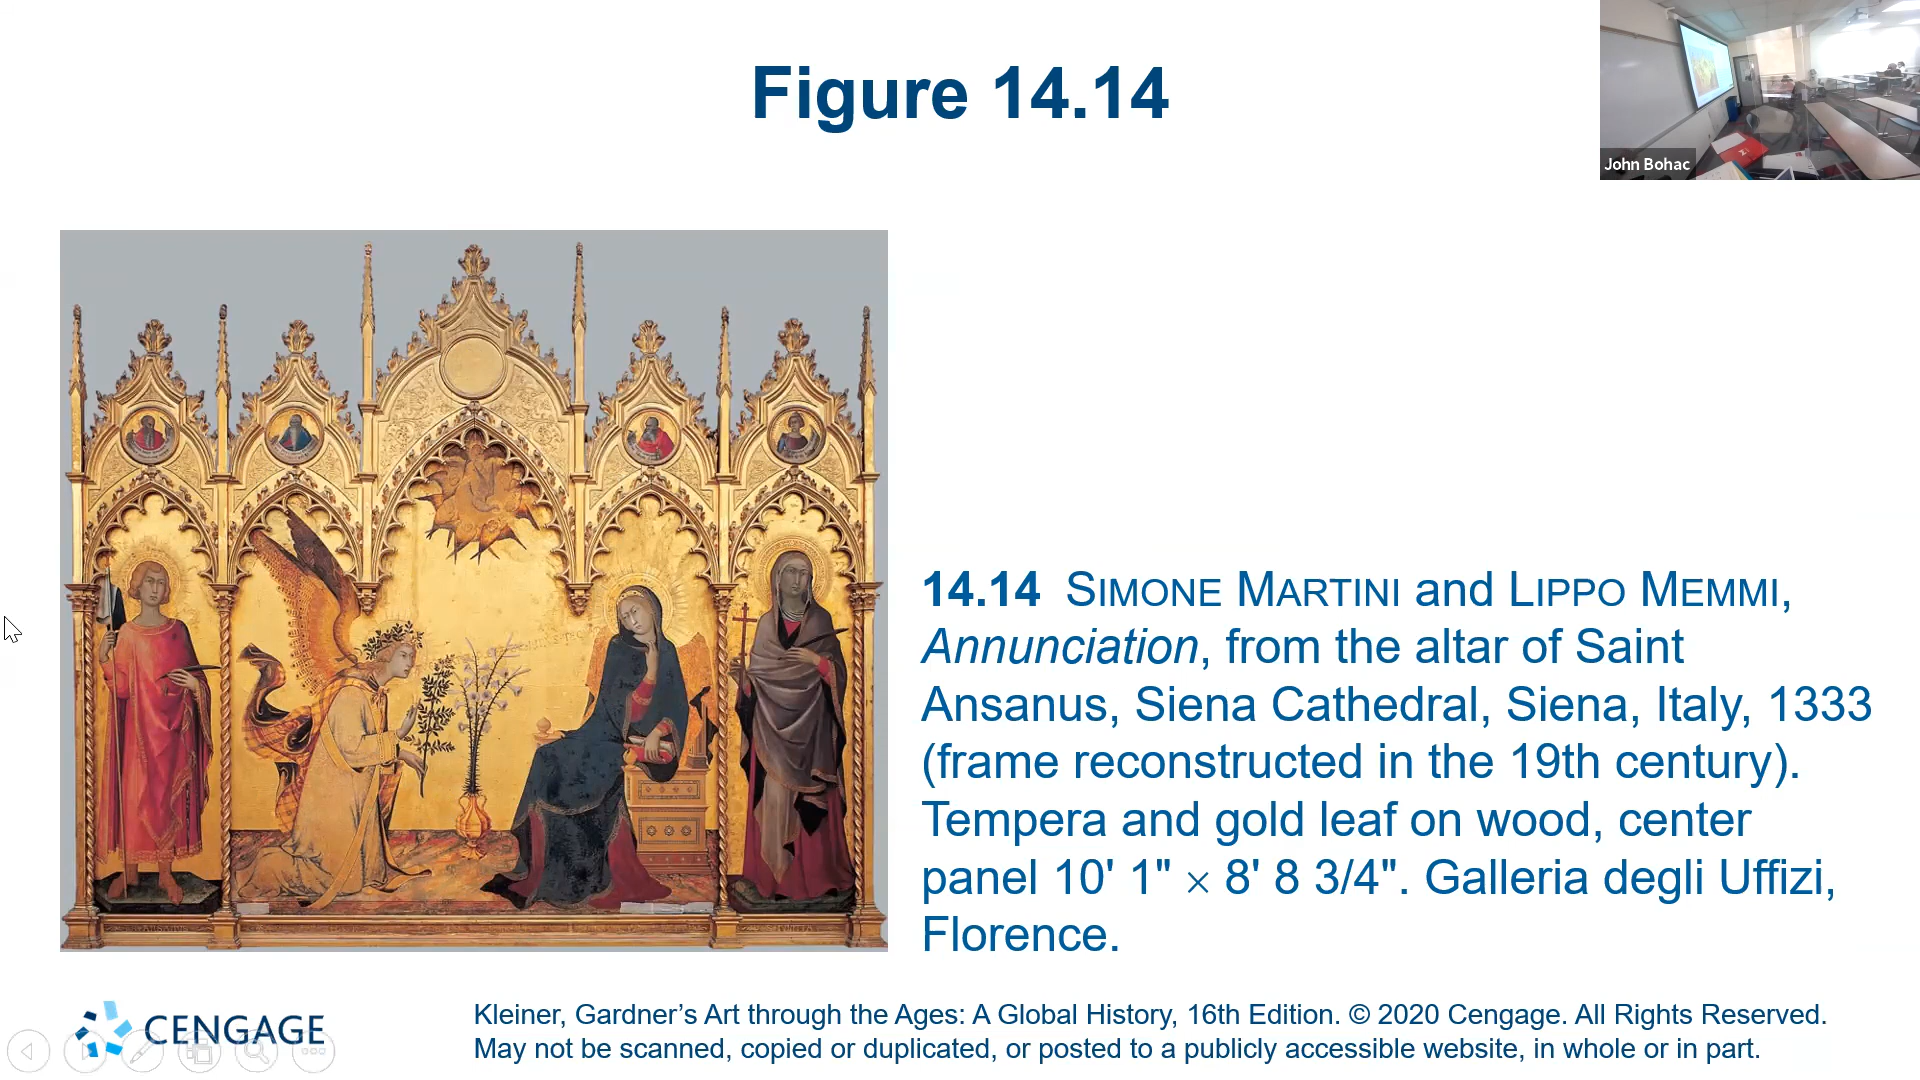 Figure 14.14
John Bohac
14.14 SIMONE MARTINI and LIPPO MEMMI,
Annunciation, from the altar of Saint
Ansanus, Siena Cathedral, Siena, Italy, 1333
(frame reconstructed in the 19th century).
Tempera and gold leaf on wood, center
panel 10' 1" × 8' 8 3/4". Galleria degli Uffizi,
Florence.
CENGAGE
Kleiner, Gardner’s Art through the Ages: A Global History, 16th Edition. © 2020 Cengage. All Rights Reserved.
May not be scanned, copied or duplicated, or posted to a publicly accessible website, in whole or in part.